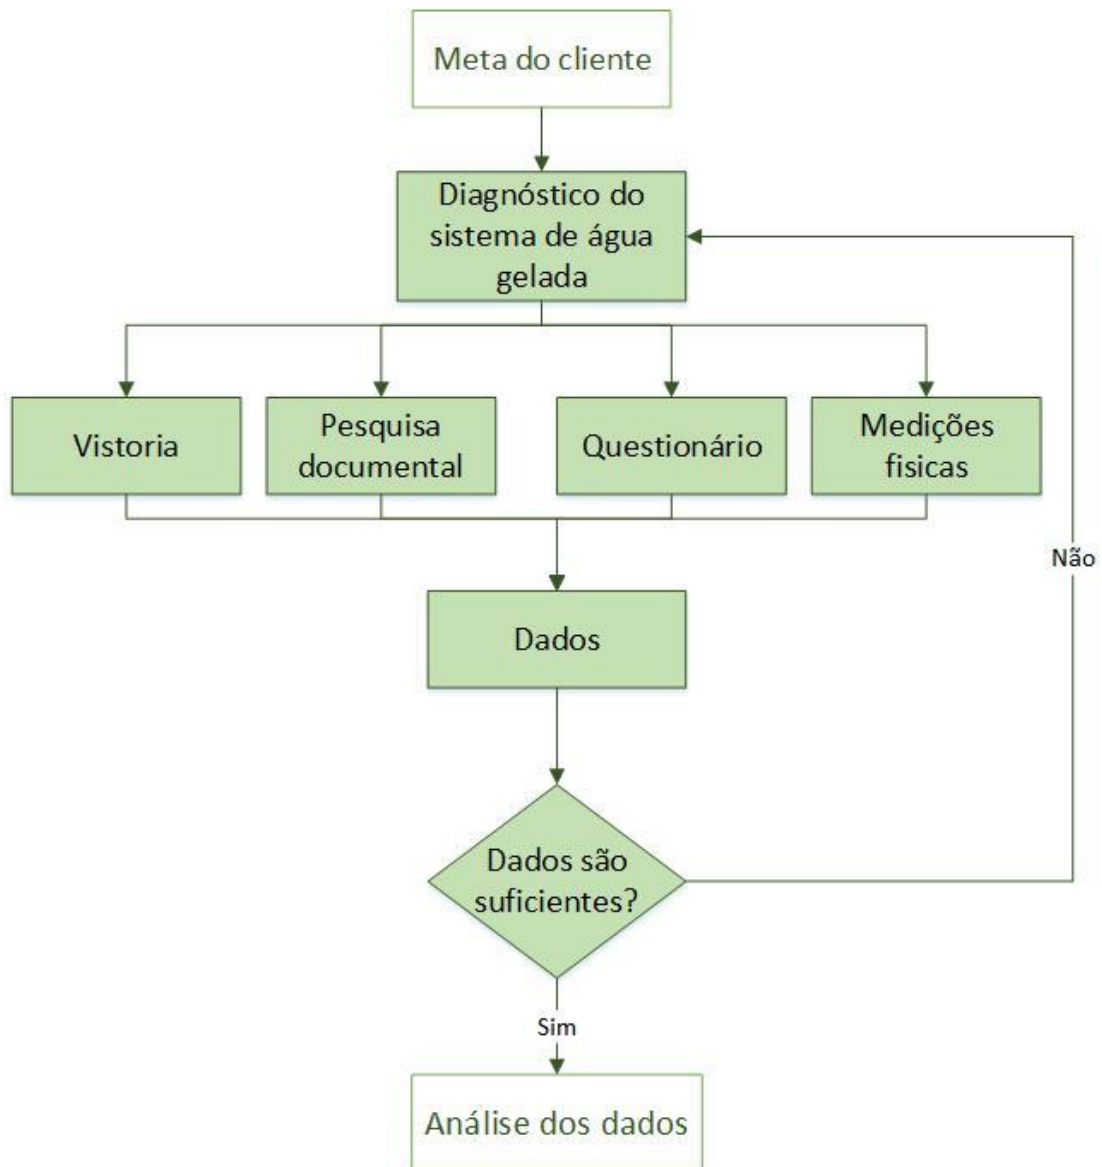 Meta do cliente
Diagnóstico do
sistema de água
gelada
Vistoria
Pesquisa
documental
Questionário
Medições
fisicas
Não
Dados
Dados são
suficientes?
Sim
Análise dos dados